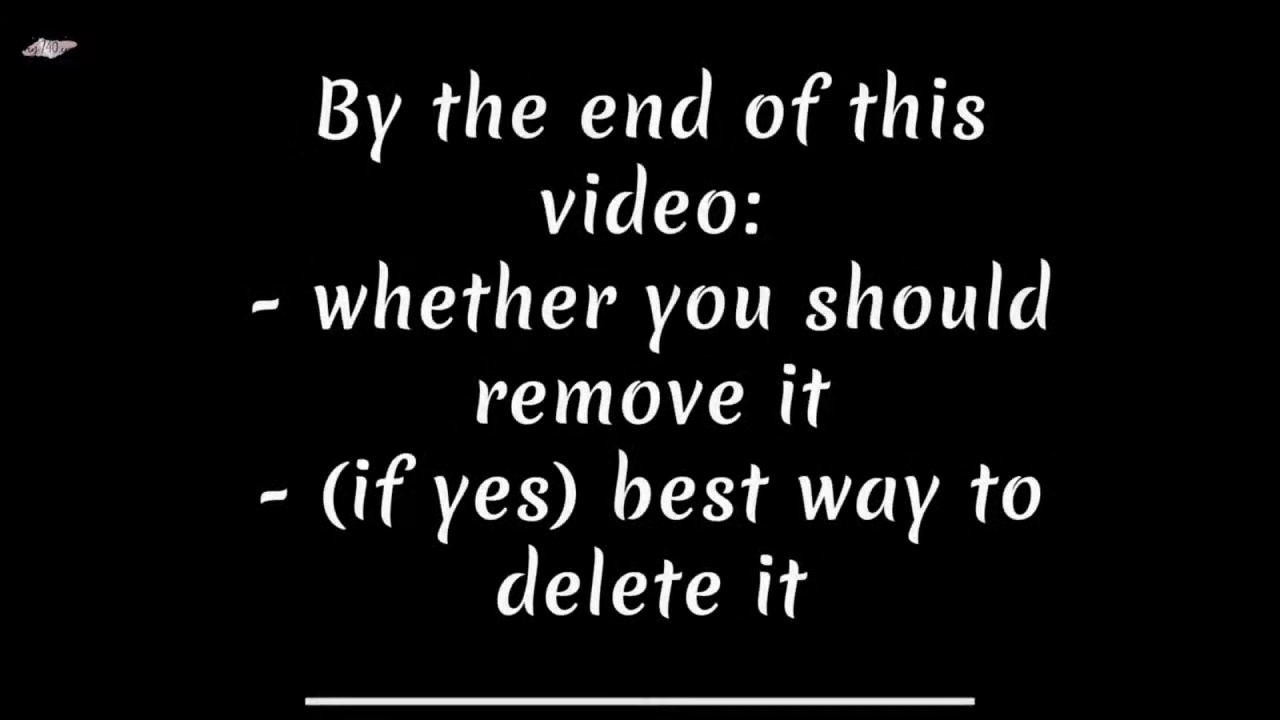 By the end of this
video:
- whether you should
remove it
- (if yes) best way to
delete it